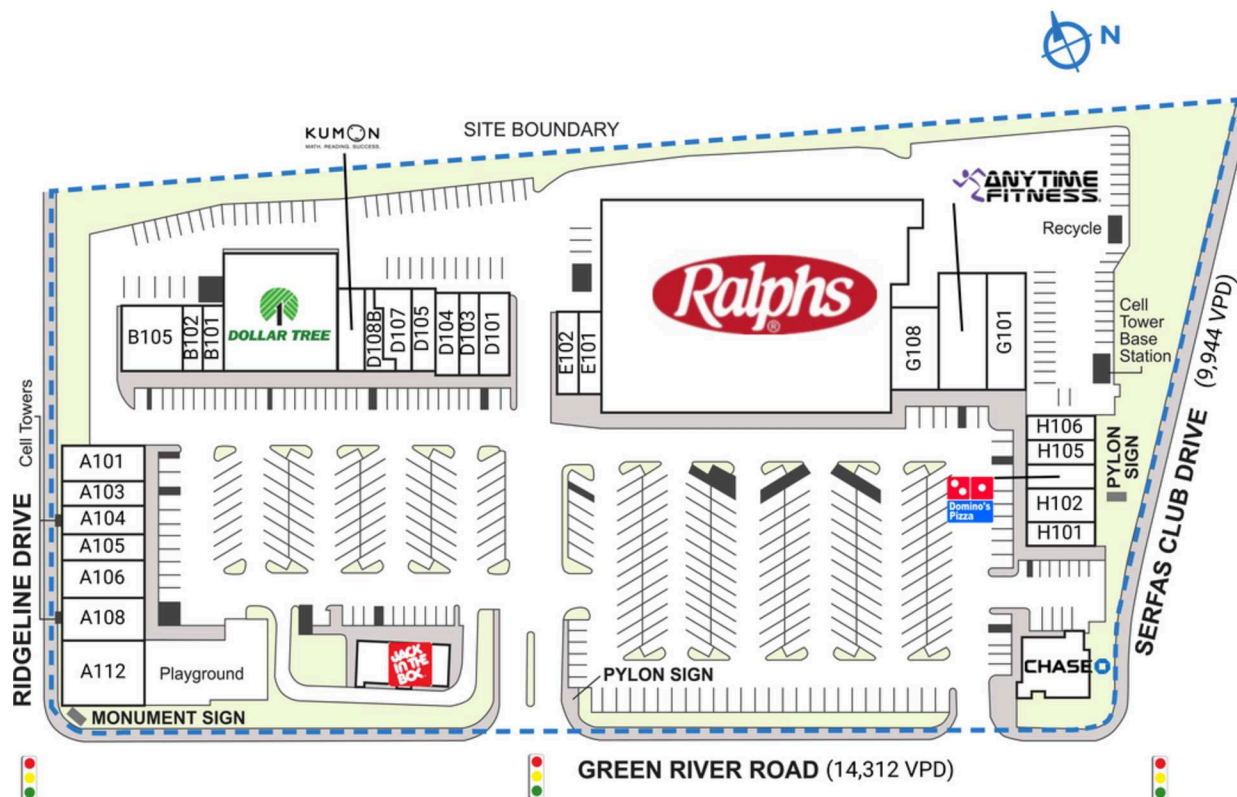 N
KUMON
MATH. READING. SUCCESS.
SITE BOUNDARY
ANYTIME
FITNESS
Recycle
Ralphs
DOLLAR TREE
B105
B102
B101
D108B
D107
D105
D104
D103
D101
E102
E101
G108
G101
Cell
Tower
Base
Station
(9,944 VPD)
SERFAS CLUB DRIVE
PYLON
SIGN
H106
H105
H102
H101
Domino's
Pizza
Cell Towers
RIDGELINE DRIVE
A101
A103
A104
A105
A106
A108
A112
Playground
JACK
IN THE
BOX
PYLON SIGN
CHASE
MONUMENT SIGN
GREEN RIVER ROAD (14,312 VPD)